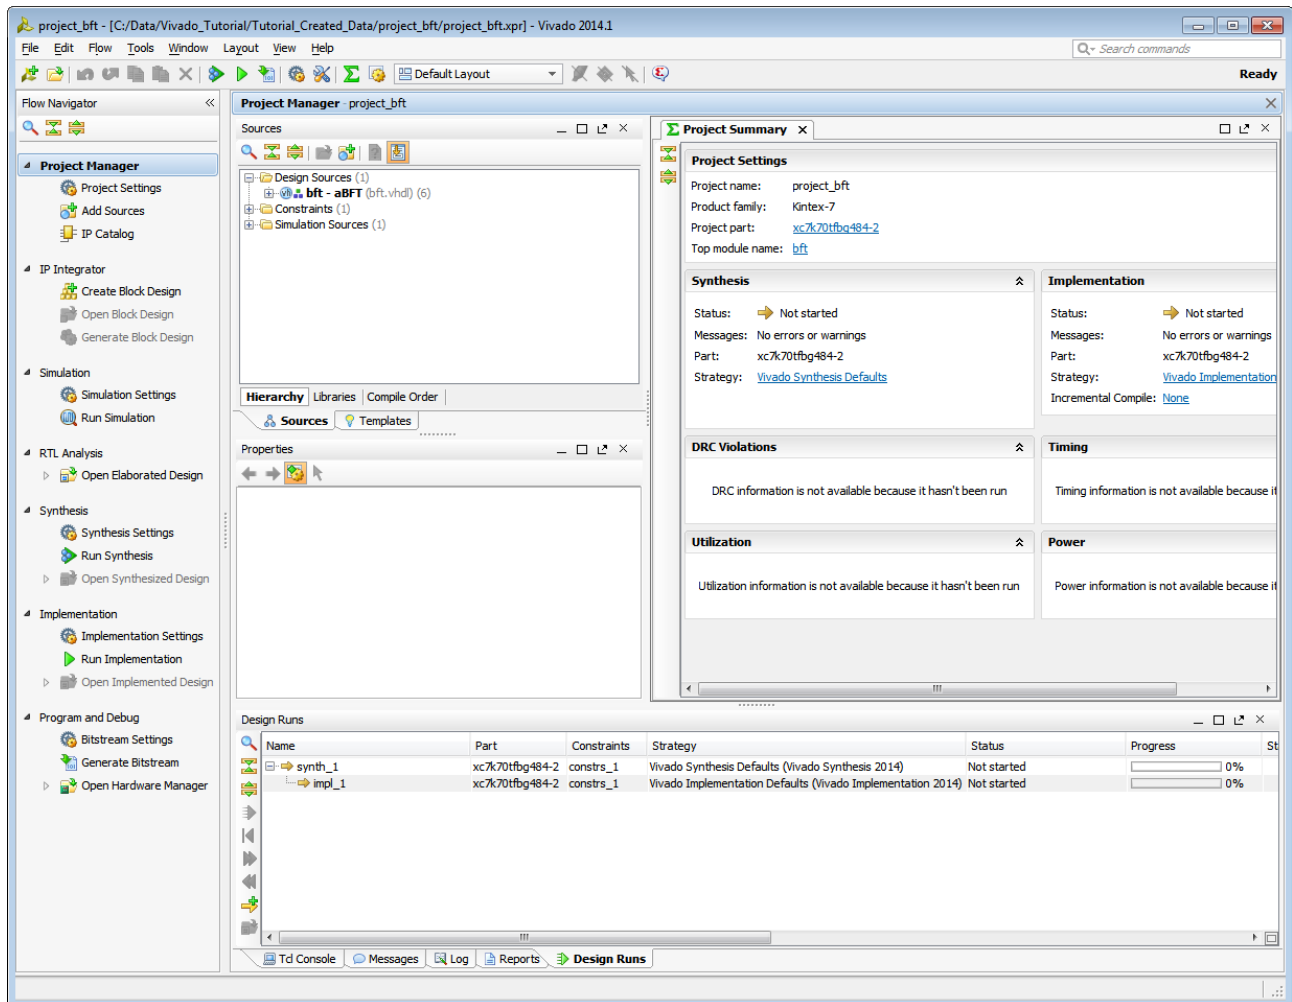 project_bft - [C:/Data/Vivado_Tutorial/Tutorial_Created_Data/project_bft/project_bft.xpr] - Vivado 2014.1
File Edit Flow Tools Window Layout View Help
Search commands
Default Layout
Ready
Flow Navigator
Project Manager
Project Settings
Add Sources
IP Catalog
IP Integrator
Create Block Design
Open Block Design
Generate Block Design
Simulation
Simulation Settings
Run Simulation
RTL Analysis
Open Elaborated Design
Synthesis
Synthesis Settings
Run Synthesis
Open Synthesized Design
Implementation
Implementation Settings
Run Implementation
Open Implemented Design
Program and Debug
Bitstream Settings
Generate Bitstream
Open Hardware Manager
Project Manager - project_bft
Sources
Design Sources (1)
bft - aBFT (bft.vhdl) (6)
Constraints (1)
Simulation Sources (1)
Hierarchy Libraries Compile Order
Sources Templates
Properties
Project Summary
Project Settings
Project name: project_bft
Product family: Kintex-7
Project part: xc7k70tfbg484-2
Top module name: bft
Synthesis
Status: Not started
Messages: No errors or warnings
Part: xc7k70tfbg484-2
Strategy: Vivado Synthesis Defaults
Implementation
Status: Not started
Messages: No errors or warnings
Part: xc7k70tfbg484-2
Strategy: Vivado Implementation
Incremental Compile: None
DRC Violations
DRC information is not available because it hasn't been run
Timing
Timing information is not available because it
Utilization
Utilization information is not available because it hasn't been run
Power
Power information is not available because it
Design Runs
Name Part Constraints Strategy Status Progress St
synth_1 xc7k70tfbg484-2 constrs_1 Vivado Synthesis Defaults (Vivado Synthesis 2014) Not started 0%
impl_1 xc7k70tfbg484-2 constrs_1 Vivado Implementation Defaults (Vivado Implementation 2014) Not started 0%
Tcl Console Messages Log Reports Design Runs